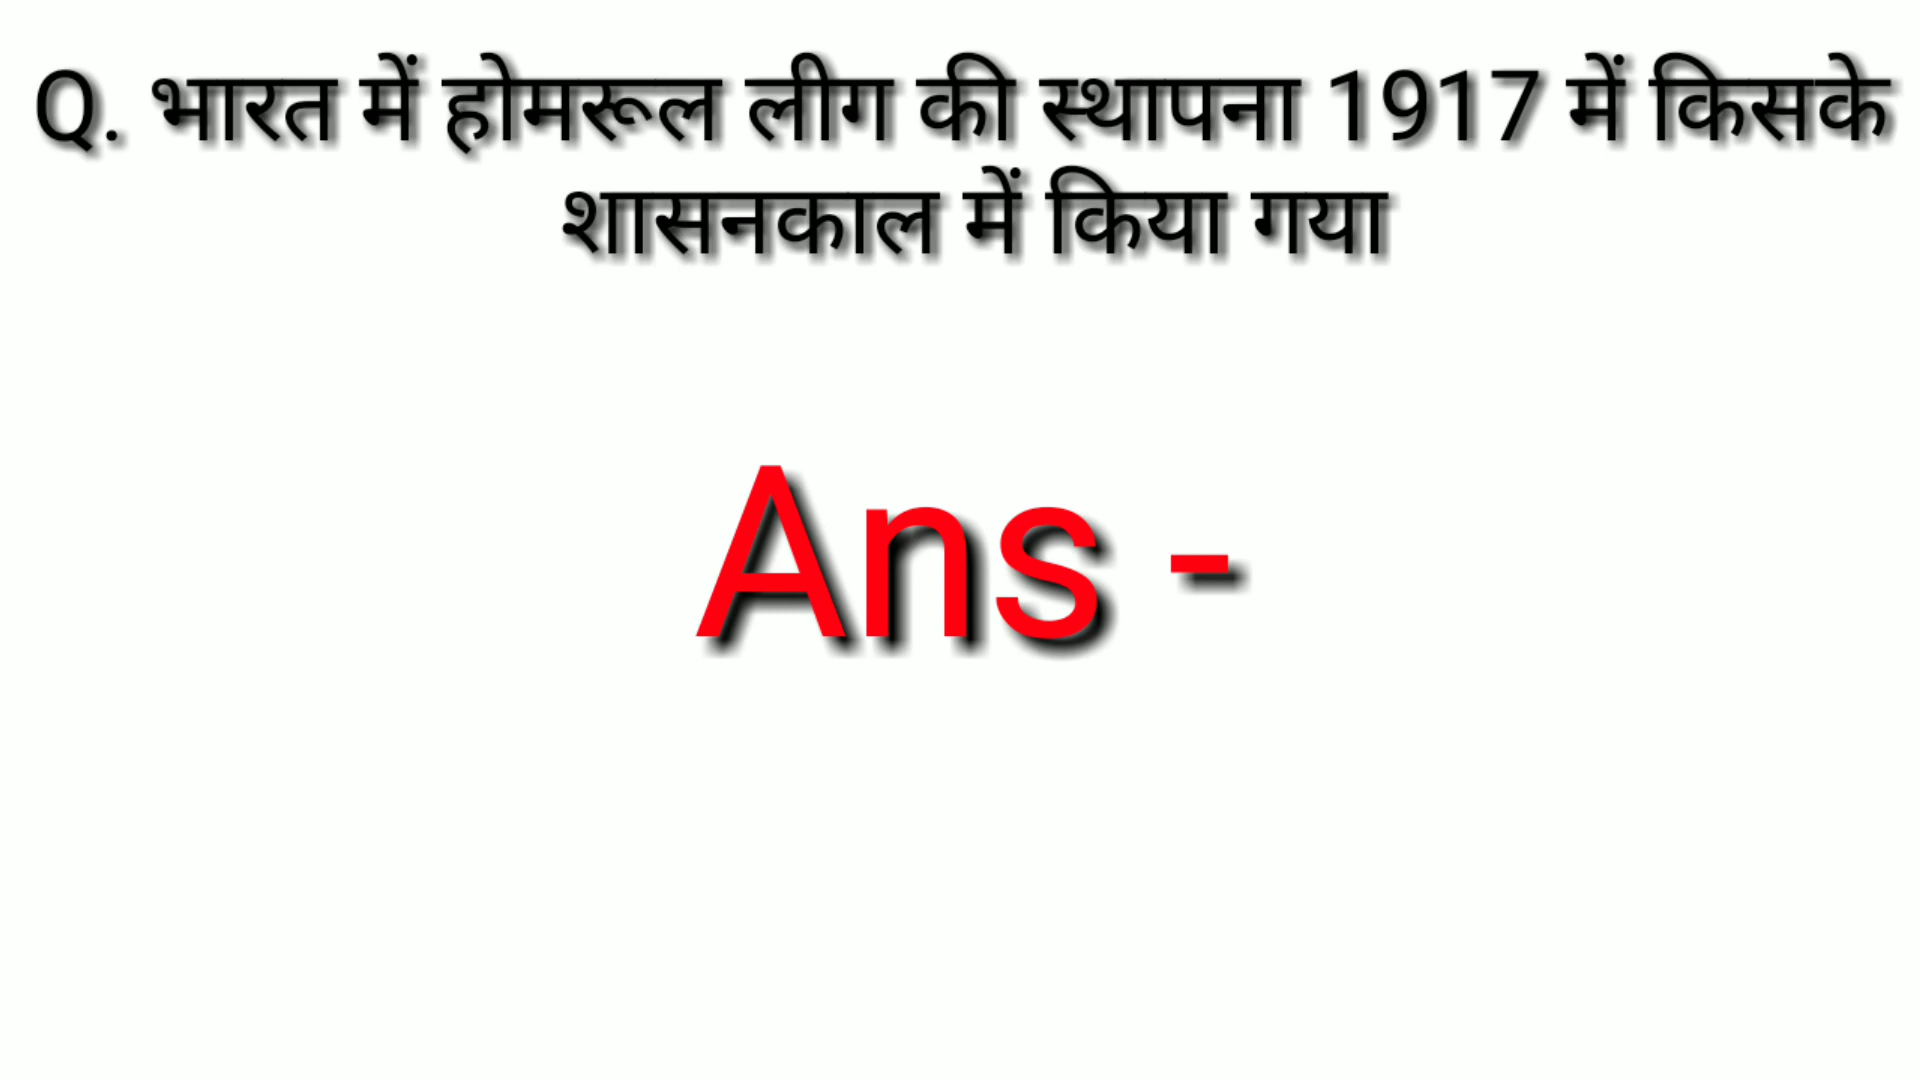 Q. भारत में होमरूल लीग की स्थापना 1917 में किसके
शासनकाल में किया गया
Ans -